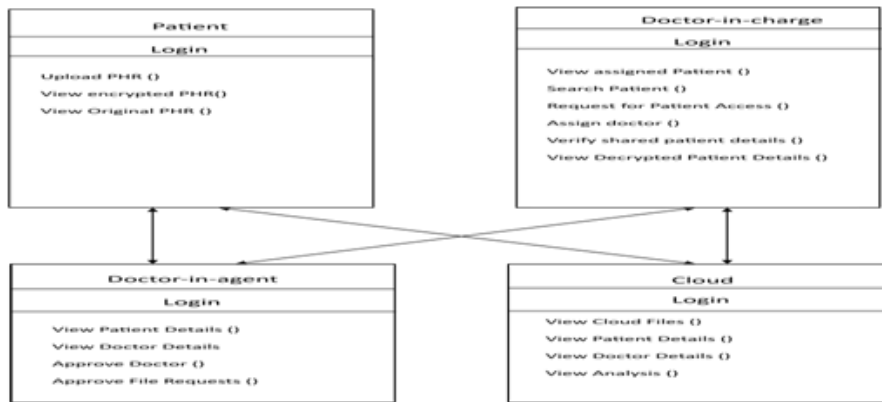 Patient
Login
Upload PHR ()
View encrypted PHR()
View Original PHR ()
Doctor-in-charge
Login
View assigned Patient ()
Search Patient ()
Request for Patient Access ()
Assign doctor ()
Verify shared patient details ()
View Decrypted Patient Details ()
Doctor-in-agent
Login
View Patient Details ()
View Doctor Details
Approve Doctor ()
Approve File Requests ()
Cloud
Login
View Cloud Files ()
View Patient Details ()
View Doctor Details ()
View Analysis ()